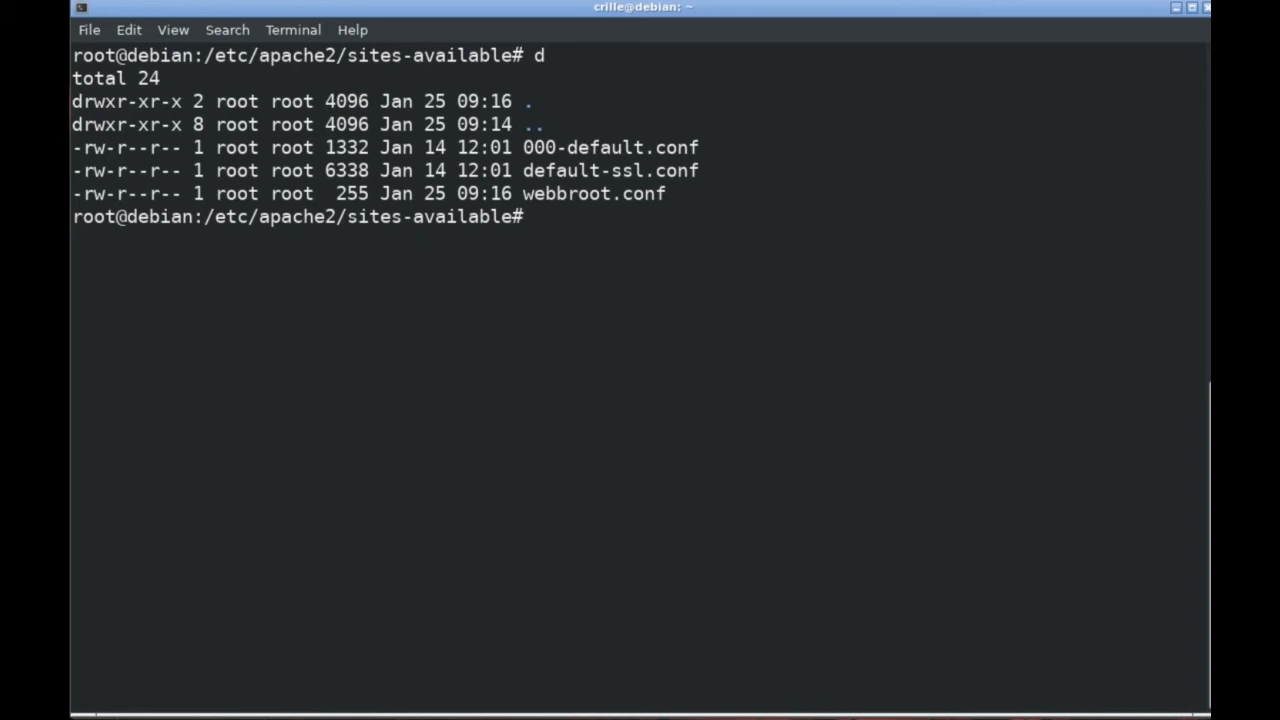 crille@debian: ~
File Edit View Search Terminal Help
root@debian:/etc/apache2/sites-available# d
total 24
drwxr-xr-x 2 root root 4096 Jan 25 09:16 .
drwxr-xr-x 8 root root 4096 Jan 25 09:14 ..
-rw-r--r-- 1 root root 1332 Jan 14 12:01 000-default.conf
-rw-r--r-- 1 root root 6338 Jan 14 12:01 default-ssl.conf
-rw-r--r-- 1 root root  255 Jan 25 09:16 webbroot.conf
root@debian:/etc/apache2/sites-available#